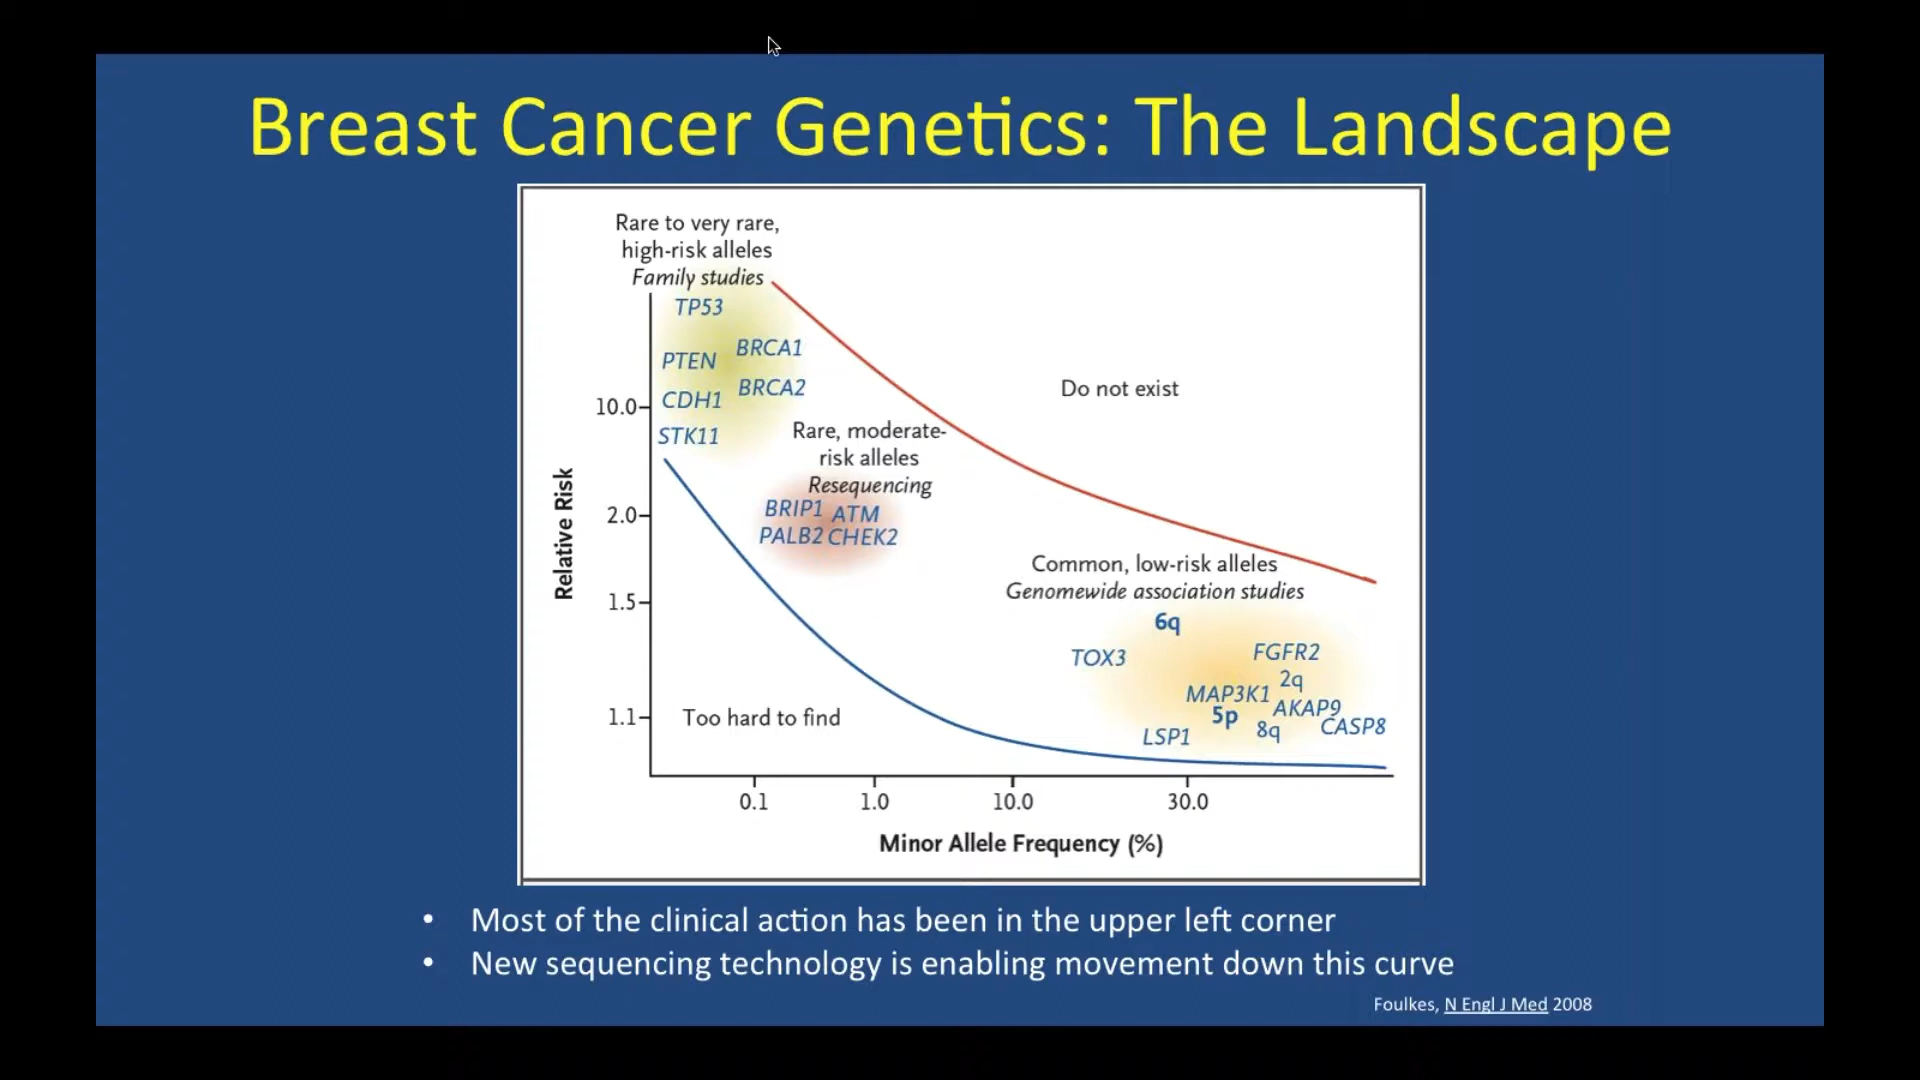 Breast Cancer Genetics: The Landscape
Rare to very rare,
high-risk alleles
Family studies
TP53
BRCA1
PTEN
BRCA2
CDH1
10.0
STK11
Do not exist
Rare, moderate-
risk alleles
Resequencing
BRIP1 ATM
PALB2 CHEK2
Relative Risk
2.0
1.5
1.1
Common, low-risk alleles
Genomewide association studies
6q
TOX3
FGFR2
2q
MAP3K1
AKAP9
5p
CASP8
8q
LSP1
Too hard to find
0.1 1.0 10.0 30.0
Minor Allele Frequency (%)
• Most of the clinical action has been in the upper left corner
• New sequencing technology is enabling movement down this curve
Foulkes, N Engl J Med 2008